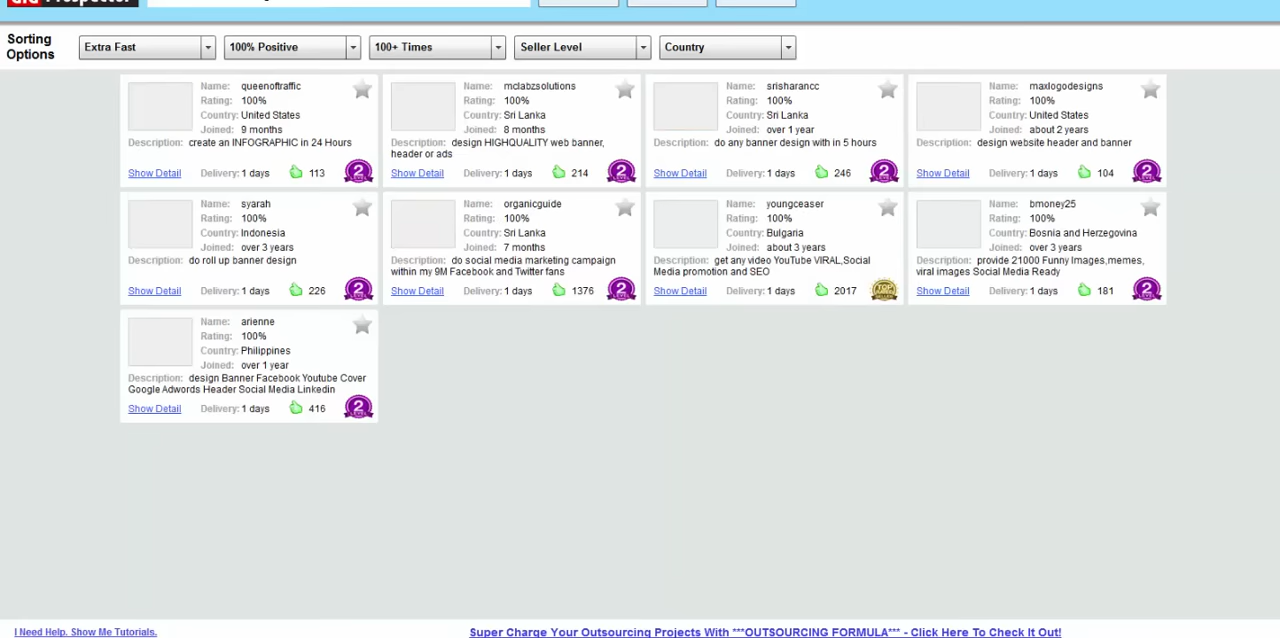 Prospector
Sorting Options
Extra Fast
100% Positive
100+ Times
Seller Level
Country
Name: queenoftraffic
Rating: 100%
Country: United States
Joined: 9 months
Description: create an INFOGRAPHIC in 24 Hours
Show Detail Delivery: 1 days 113 2
Name: mclabzsolutions
Rating: 100%
Country: Sri Lanka
Joined: 8 months
Description: design HIGHQUALITY web banner,
header or ads
Show Detail Delivery: 1 days 214 2
Name: srisharancc
Rating: 100%
Country: Sri Lanka
Joined: over 1 year
Description: do any banner design with in 5 hours
Show Detail Delivery: 1 days 246 2
Name: maxlogodesigns
Rating: 100%
Country: United States
Joined: about 2 years
Description: design website header and banner
Show Detail Delivery: 1 days 104 2
Name: syarah
Rating: 100%
Country: Indonesia
Joined: over 3 years
Description: do roll up banner design
Show Detail Delivery: 1 days 226 2
Name: organicguide
Rating: 100%
Country: Sri Lanka
Joined: 7 months
Description: do social media marketing campaign
within my 9M Facebook and Twitter fans
Show Detail Delivery: 1 days 1376 2
Name: youngceaser
Rating: 100%
Country: Bulgaria
Joined: about 3 years
Description: get any video YouTube VIRAL,Social
Media promotion and SEO
Show Detail Delivery: 1 days 2017 TOP
Name: bmoney25
Rating: 100%
Country: Bosnia and Herzegovina
Joined: over 3 years
Description: provide 21000 Funny Images,memes,
viral images Social Media Ready
Show Detail Delivery: 1 days 181 2
Name: arienne
Rating: 100%
Country: Philippines
Joined: over 1 year
Description: design Banner Facebook Youtube Cover
Google Adwords Header Social Media Linkedin
Show Detail Delivery: 1 days 416 2
I Need Help. Show Me Tutorials.
Super Charge Your Outsourcing Projects With ***OUTSOURCING FORMULA*** - Click Here To Check It Out!